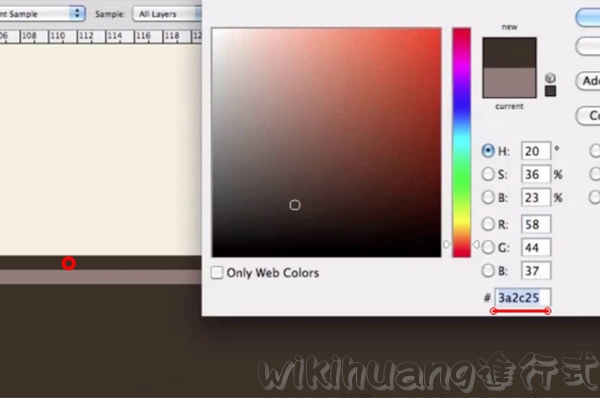 nt Sample Sample: All Layers
06 108 110 112 114 116 118 12
new
current
Add
Co
H: 20 °
S: 36 %
B: 23 %
R: 58
G: 44
B: 37
Only Web Colors
# 3a2c25
wikihuang進行式